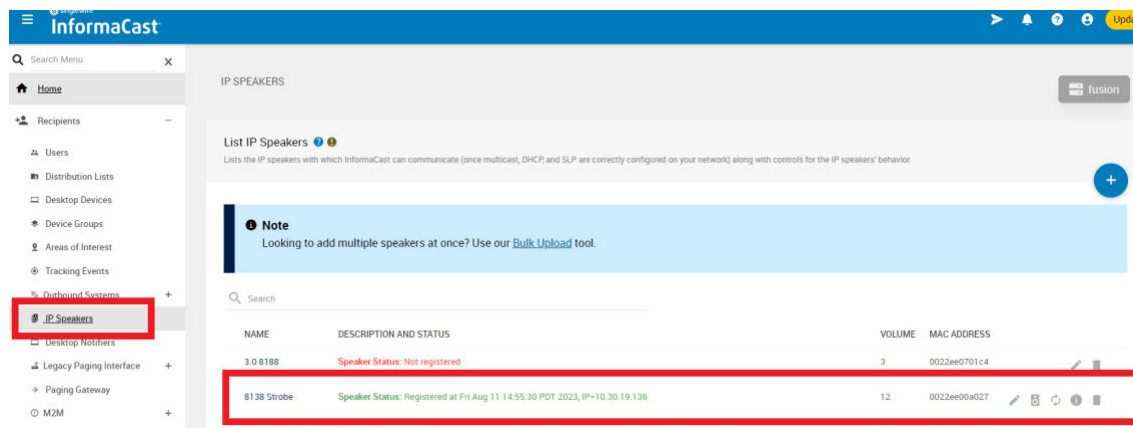 singlewire
InformaCast
Upda
Search Menu
X
Home
IP SPEAKERS
fusion
Recipients
Users
Distribution Lists
Desktop Devices
Device Groups
Areas of Interest
Tracking Events
Outbound Systems
IP Speakers
Desktop Notifiers
Legacy Paging Interface
Paging Gateway
M2M
List IP Speakers
Lists the IP speakers with which InformaCast can communicate (once multicast, DHCP, and SLP are correctly configured on your network) along with controls for the IP speakers' behavior.
Note
Looking to add multiple speakers at once? Use our Bulk Upload tool.
Search
NAME DESCRIPTION AND STATUS VOLUME MAC ADDRESS
3.0 8188 Speaker Status: Not registered 3 0022ee0701c4
8138 Strobe Speaker Status: Registered at Fri Aug 11 14:55:30 PDT 2023, IP=10.30.19.136 12 0022ee00a027